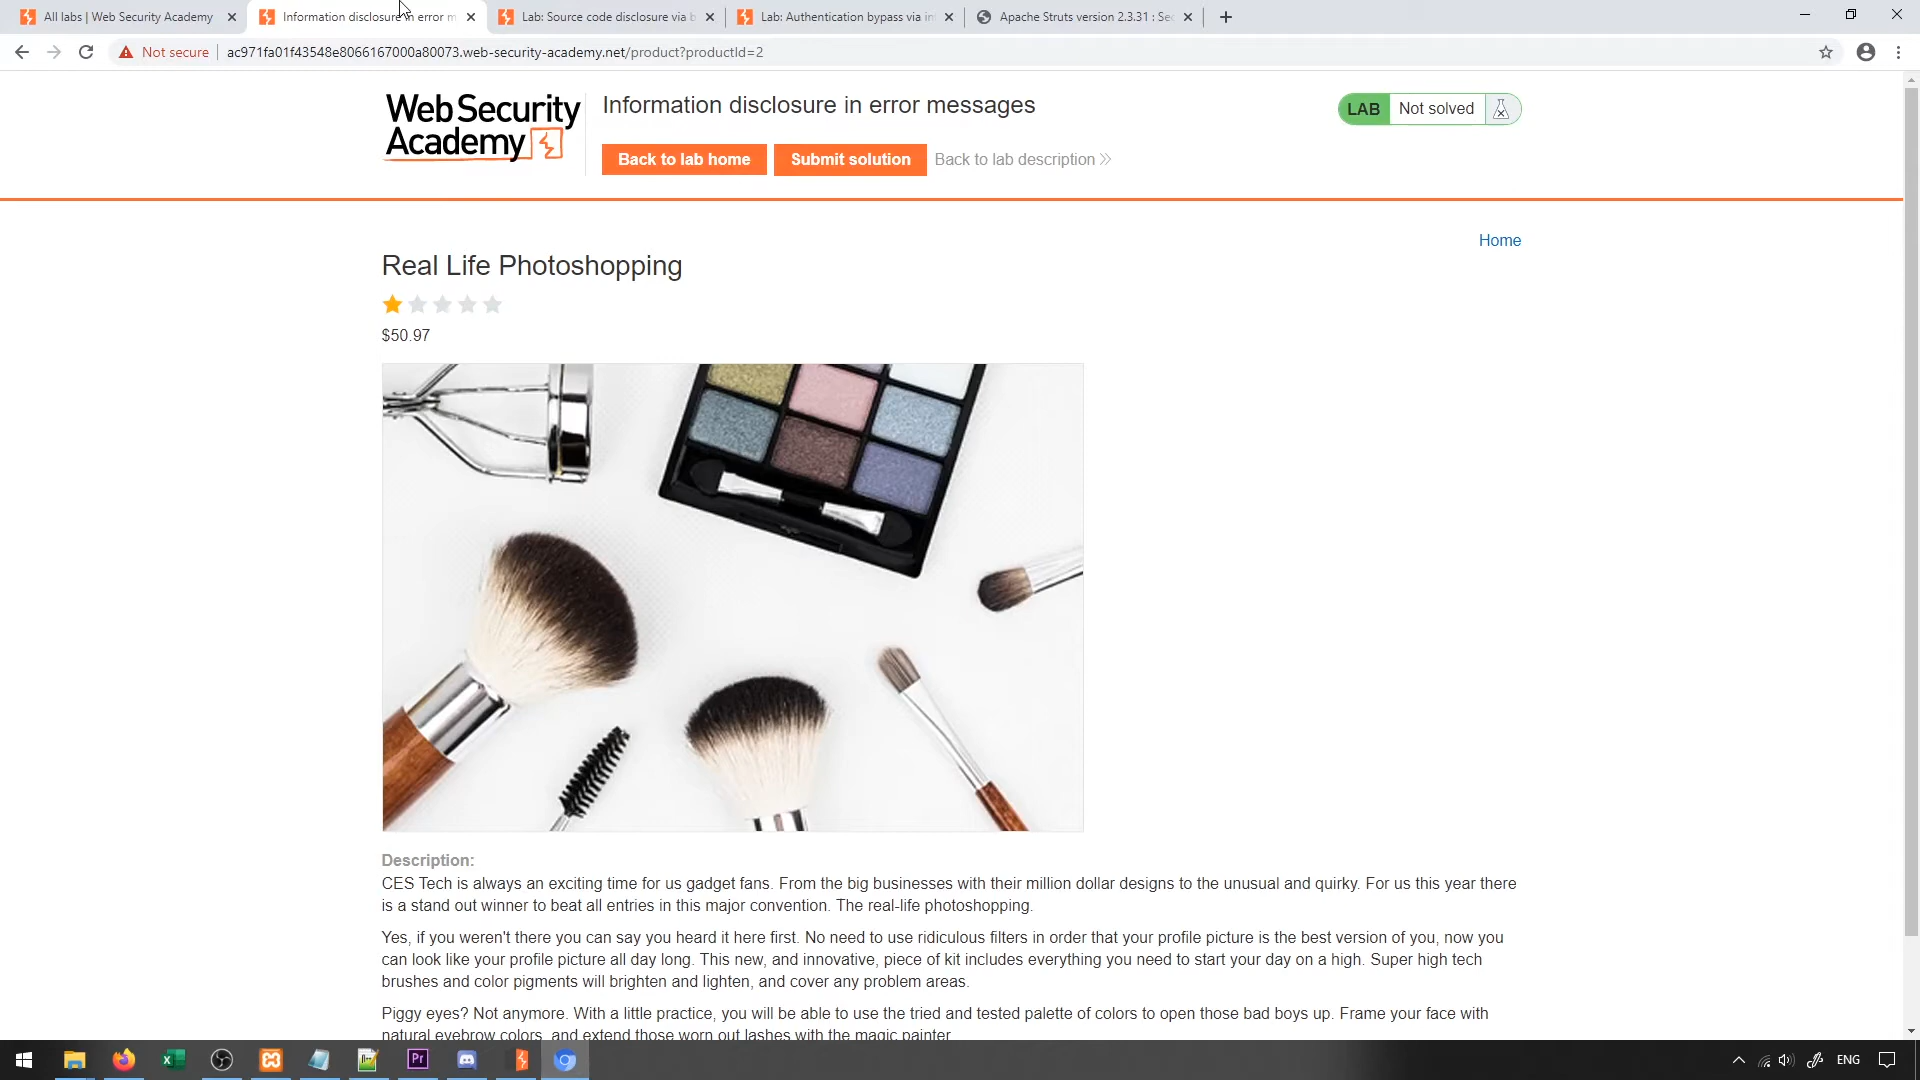 All labs | Web Security Academy
Information disclosure in error m
Lab: Source code disclosure via b
Lab: Authentication bypass via in
Apache Struts version 2.3.31 : Sec
Not secure
ac971fa01f43548e8066167000a80073.web-security-academy.net/product?productId=2
Web Security
Academy
Information disclosure in error messages
LAB Not solved
Back to lab home
Submit solution
Back to lab description
Home
Real Life Photoshopping
$50.97
Description:
CES Tech is always an exciting time for us gadget fans. From the big businesses with their million dollar designs to the unusual and quirky. For us this year there
is a stand out winner to beat all entries in this major convention. The real-life photoshopping.
Yes, if you weren't there you can say you heard it here first. No need to use ridiculous filters in order that your profile picture is the best version of you, now you
can look like your profile picture all day long. This new, and innovative, piece of kit includes everything you need to start your day on a high. Super high tech
brushes and color pigments will brighten and lighten, and cover any problem areas.
Piggy eyes? Not anymore. With a little practice, you will be able to use the tried and tested palette of colors to open those bad boys up. Frame your face with
natural eyebrow colors, and extend those worn out lashes with the magic painter.
Pr
ENG